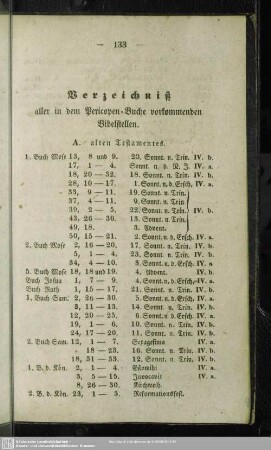 — 133 —
Verzeichniß
aller in dem Pericopen-Buche vorkommenden
Bibelstellen.
A. alten Testamentes.
1. Buch Mose 13, 8 und 9. 20. Sonnt. n. Trin. IV. b.
17, 1 — 4. Sonnt. n. d. N. J. IV. a.
18, 20 — 32. 18. Sonnt. n. Trin. IV. b.
28, 10 — 17. 1. Sonnt. n. d. Ersch. IV. a.
33, 9 — 11. 19. Sonnt. n. Trin.
37, 4 — 11. 9. Sonnt. n. Trin.
39, 2 — 5. 22. Sonnt. n. Trin. IV. b.
43, 26 — 30. 13. Sonnt. n. Trin.
49, 18. 3. Advent.
50, 15 — 21. 2. Sonnt. n. d. Ersch. IV. a.
2. Buch Mose 2, 16 — 20. 17. Sonnt. n. Trin. IV. b.
5, 1 — 4. 23. Sonnt. n. Trin. IV. b.
34, 4 — 10. 3. Sonnt. n. d. Ersch. IV. a.
5. Buch Mose 18, 18 und 19. 4. Advent. IV. b.
Buch Josua 1, 7 — 9. 4. Sonnt. n. d. Ersch. IV. a.
Buch Ruth 1, 15 — 17. 21. Sonnt. n. Trin. IV. b.
1. Buch Sam. 2, 26 — 30. 5. Sonnt. n. d. Ersch. IV. a.
3, 11 — 13. 14. Sonnt. n. Trin. IV. b.
12, 20 — 25. 6. Sonnt. n. d. Ersch. IV. a.
19, 1 — 6. 10. Sonnt. n. Trin. IV. b.
24, 17 — 20. 11. Sonnt. n. Trin. IV. b.
2. Buch Sam. 12, 1 — 7. Sexagesimä IV. a.
" 18 — 23. 16. Sonnt. n. Trin. IV. b.
18, 31 — 33. 12. Sonnt. n. Trin. IV. b.
1. B. d. Kön. 2, 1 — 4. Estomihi IV. a.
3, 5 — 15. Invocavit IV. a.
8, 26 — 30. Kirchweih.
2. B. d. Kön. 23, 1 — 3. Reformationsfest.